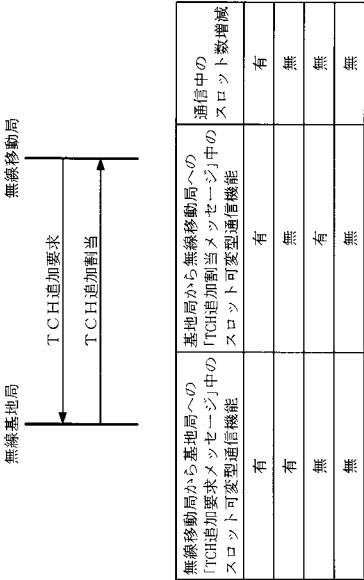 無線基地局
無線移動局
TCH追加要求
TCH追加割当
無線移動局から基地局への
「TCH追加要求メッセージ」中の
スロット可変型通信機能
基地局から無線移動局への
「TCH追加割当メッセージ」中の
スロット可変型通信機能
通信中の
スロット数増減
有
有
有
有
無
無
無
有
無
無
無
無